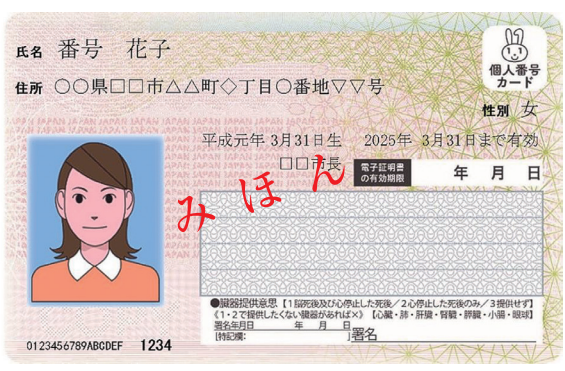 氏名 番号 花子
個人番号
カード
住所 〇〇県□□市△△町◇丁目〇番地▽▽号
性別 女
平成元年 3月31日生 2025年 3月31日まで有効
□□市長
電子証明書
の有効期限
年 月 日
みほん
●臓器提供意思【1脳死後及び心停止した死後/2心停止した死後のみ/3提供せず】
《1・2で提供したくない臓器があれば×》【心臓・肺・肝臓・腎臓・膵臓・小腸・眼球】
署名年月日 年 月 日
[特記欄: ]署名
0123456789ABCDEF 1234